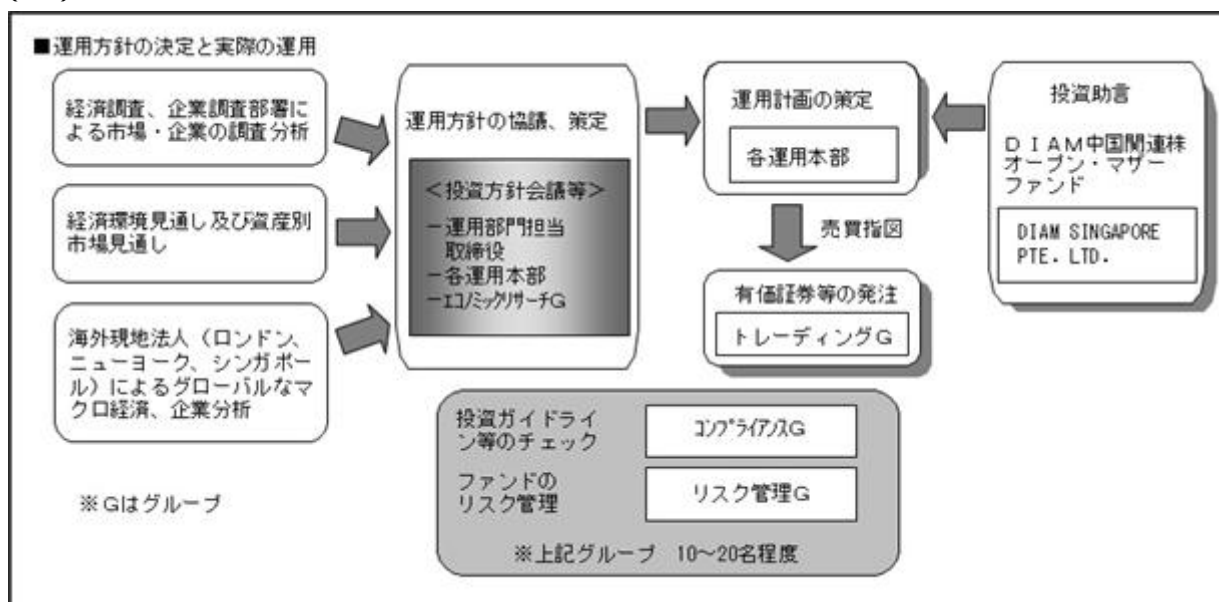 ■運用方針の決定と実際の運用
経済調査、企業調査部署に
よる市場・企業の調査分析
経済環境見通し及び資産別
市場見通し
海外現地法人（ロンドン、
ニューヨーク、シンガポー
ル）によるグローバルなマ
クロ経済、企業分析
※Gはグループ
運用方針の協議、策定
＜投資方針会議等＞
－運用部門担当
取締役
－各運用本部
－ｴｺﾉﾐｯｸﾘｻｰﾁG
運用計画の策定
各運用本部
売買指図
有価証券等の発注
トレーディングG
投資助言
ＤＩＡＭ中国関連株
オープン・マザー
ファンド
DIAM SINGAPORE
PTE. LTD.
投資ガイドライ
ン等のチェック
ｺﾝﾌﾟﾗｲｱﾝｽG
ファンドの
リスク管理
リスク管理G
※上記グループ　10～20名程度